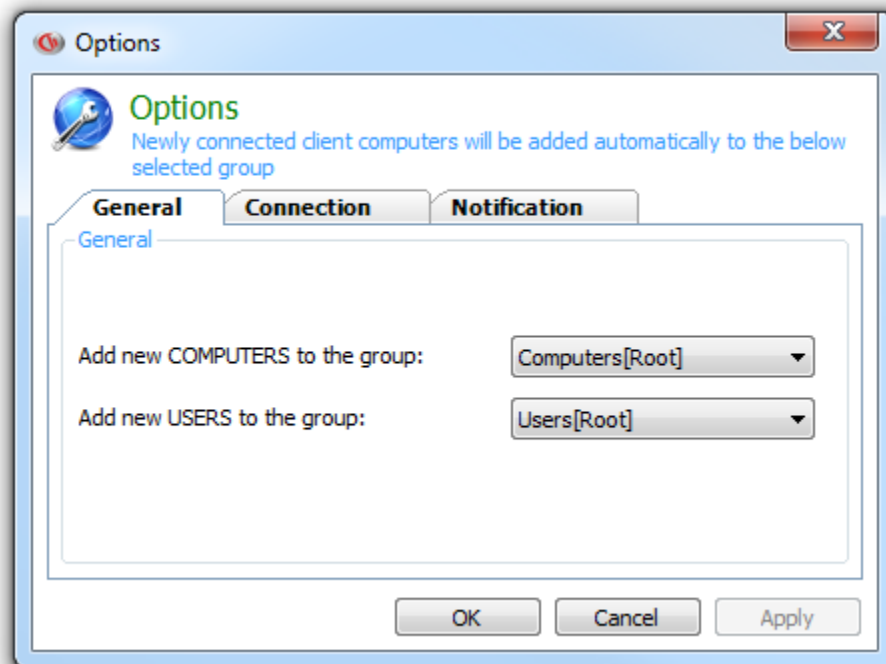 Options
Options
Newly connected client computers will be added automatically to the below
selected group
General Connection Notification
General
Add new COMPUTERS to the group: Computers[Root]
Add new USERS to the group: Users[Root]
OK Cancel Apply